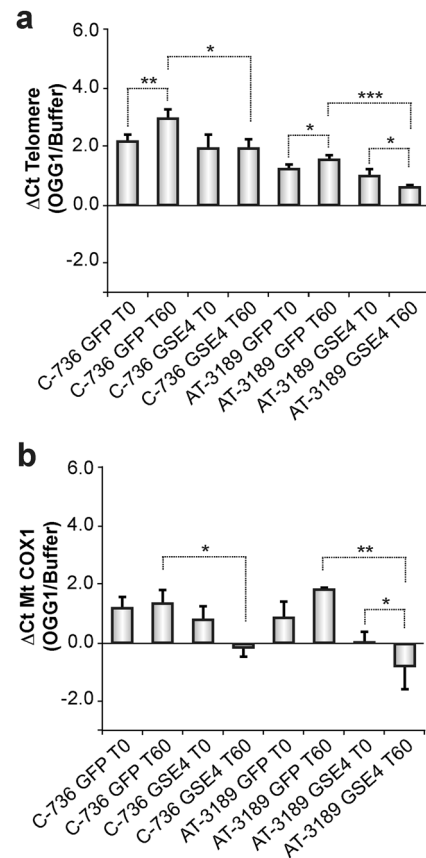 a
ΔCt Telomere
(OGG1/Buffer)
6.0
4.0
2.0
0.0
-2.0
**
*
*
***
*
C-736 GFP T0
C-736 GFP T60
C-736 GSE4 T0
C-736 GSE4 T60
AT-3189 GFP T0
AT-3189 GFP T60
AT-3189 GSE4 T0
AT-3189 GSE4 T60
b
ΔCt Mt COX1
(OGG1/Buffer)
6.0
4.0
2.0
0.0
-2.0
*
**
*
C-736 GFP T0
C-736 GFP T60
C-736 GSE4 T0
C-736 GSE4 T60
AT-3189 GFP T0
AT-3189 GFP T60
AT-3189 GSE4 T0
AT-3189 GSE4 T60